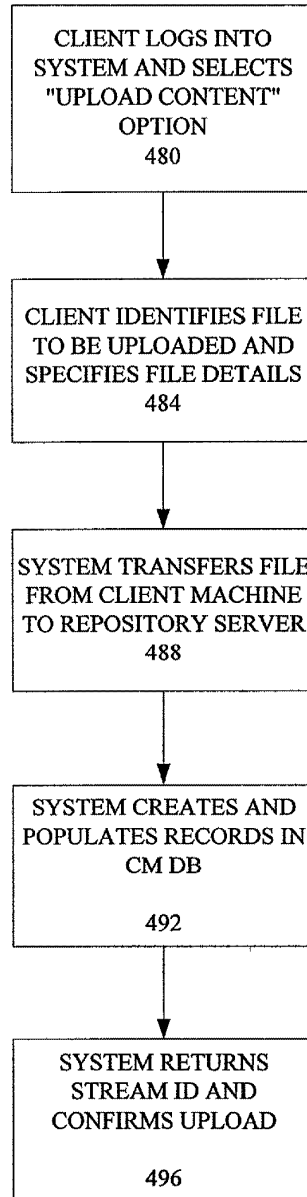 CLIENT LOGS INTO
SYSTEM AND SELECTS
"UPLOAD CONTENT"
OPTION
480
CLIENT IDENTIFIES FILE
TO BE UPLOADED AND
SPECIFIES FILE DETAILS
484
SYSTEM TRANSFERS FILE
FROM CLIENT MACHINE
TO REPOSITORY SERVER
488
SYSTEM CREATES AND
POPULATES RECORDS IN
CM DB
492
SYSTEM RETURNS
STREAM ID AND
CONFIRMS UPLOAD
496